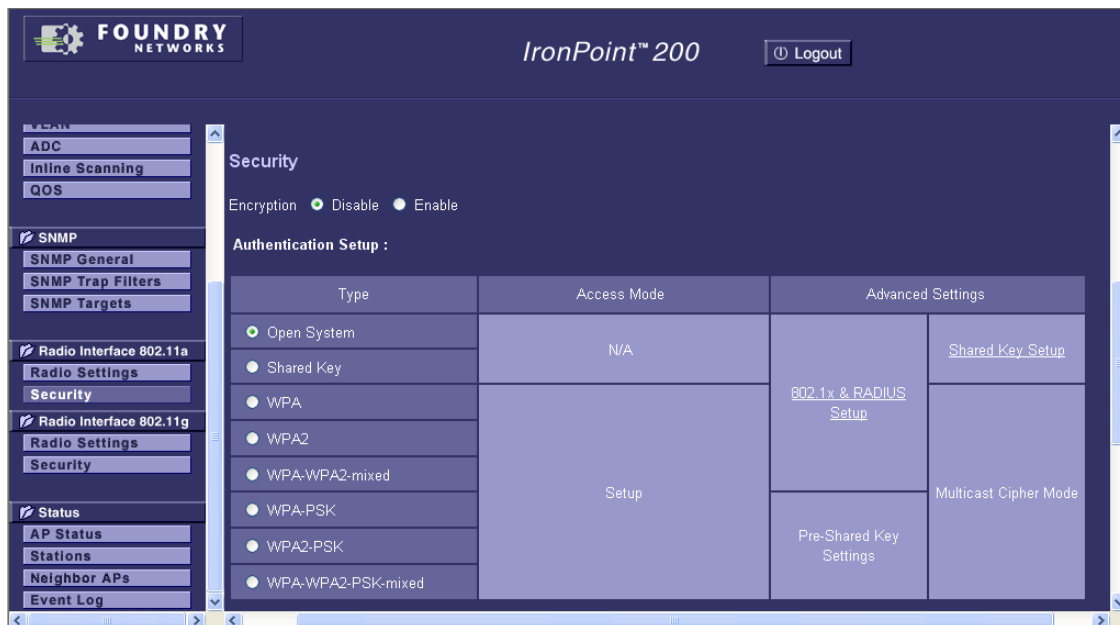 FOUNDRY
NETWORKS
IronPoint™ 200
Logout
VLAN
ADC
Inline Scanning
QOS
SNMP
SNMP General
SNMP Trap Filters
SNMP Targets
Radio Interface 802.11a
Radio Settings
Security
Radio Interface 802.11g
Radio Settings
Security
Status
AP Status
Stations
Neighbor APs
Event Log
Security
Encryption Disable Enable
Authentication Setup :
Type Access Mode Advanced Settings
Open System
Shared Key
WPA
WPA2
WPA-WPA2-mixed
WPA-PSK
WPA2-PSK
WPA-WPA2-PSK-mixed
N/A
Setup
802.1x & RADIUS
Setup
Pre-Shared Key
Settings
Shared Key Setup
Multicast Cipher Mode